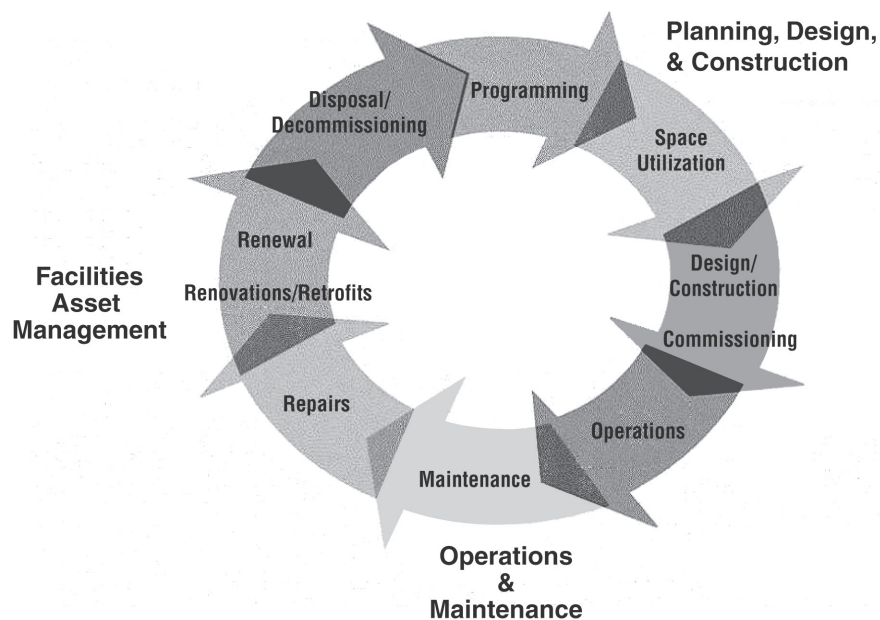 Planning, Design,
& Construction
Programming
Disposal/
Decommissioning
Space
Utilization
Renewal
Design/
Construction
Facilities
Asset
Management
Renovations/Retrofits
Commissioning
Repairs
Operations
Maintenance
Operations
&
Maintenance